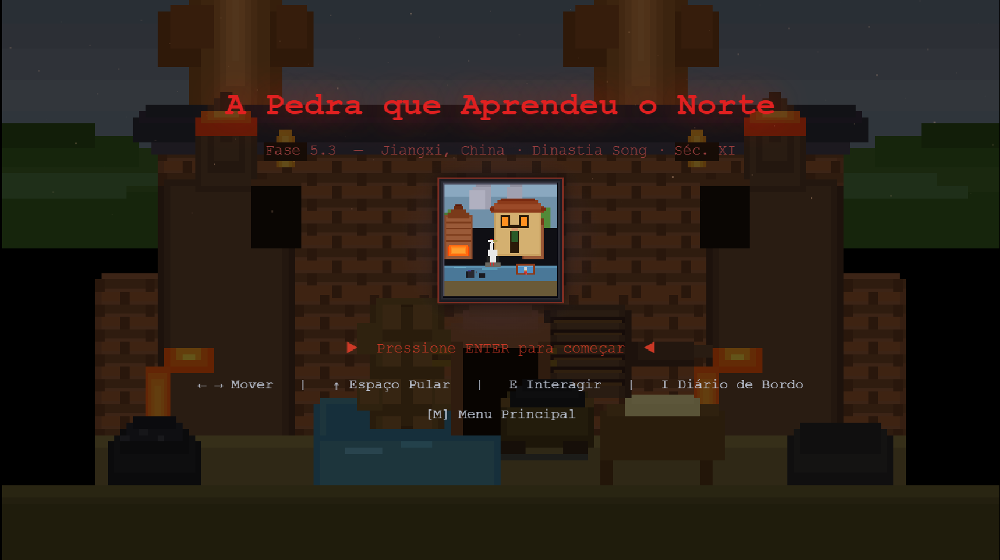 A Pedra que Aprendeu o Norte
Fase 5.3 — Jiangxi, China · Dinastia Song · Séc. XI
▶ Pressione ENTER para começar ◀
← → Mover | ↑ Espaço Pular | E Interagir | I Diário de Bordo
[M] Menu Principal